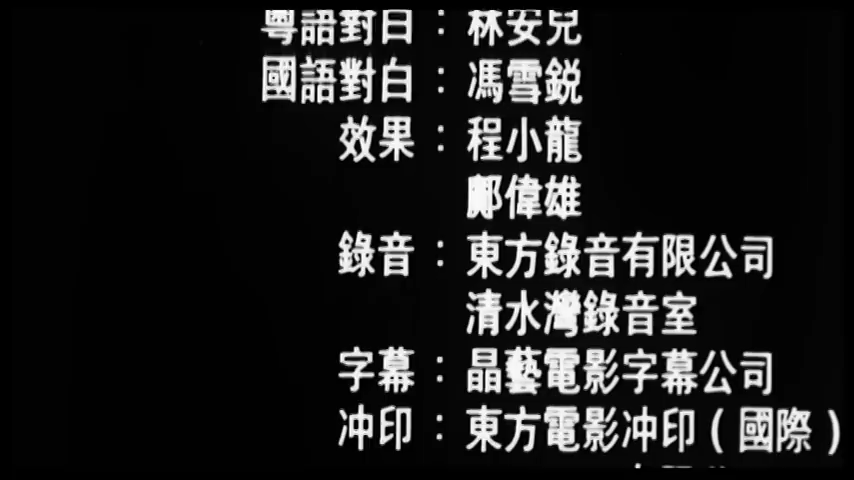 粵語對白：林安兒
國語對白：馮雪銳
效果：程小龍
鄺偉雄
錄音：東方錄音有限公司
清水灣錄音室
字幕：晶藝電影字幕公司
冲印：東方電影冲印（國際）